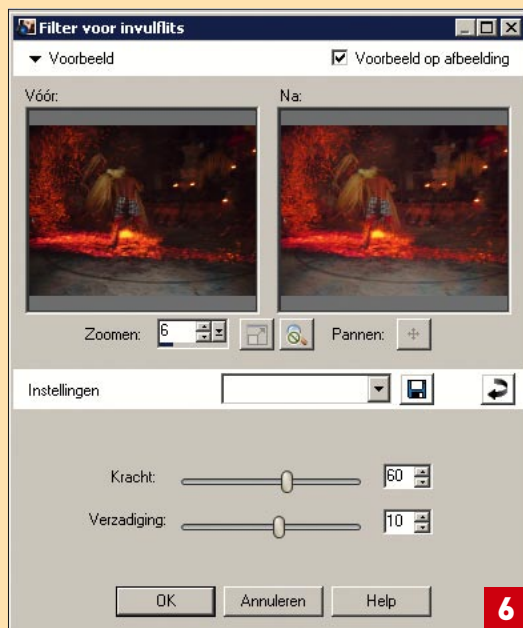 Filter voor invulflits
Voorbeeld
Voorbeeld op afbeelding
Vóór:
Na:
Zoomen: 6 Pannen:
Instellingen
Kracht: 60
Verzadiging: 10
OK Annuleren Help
6